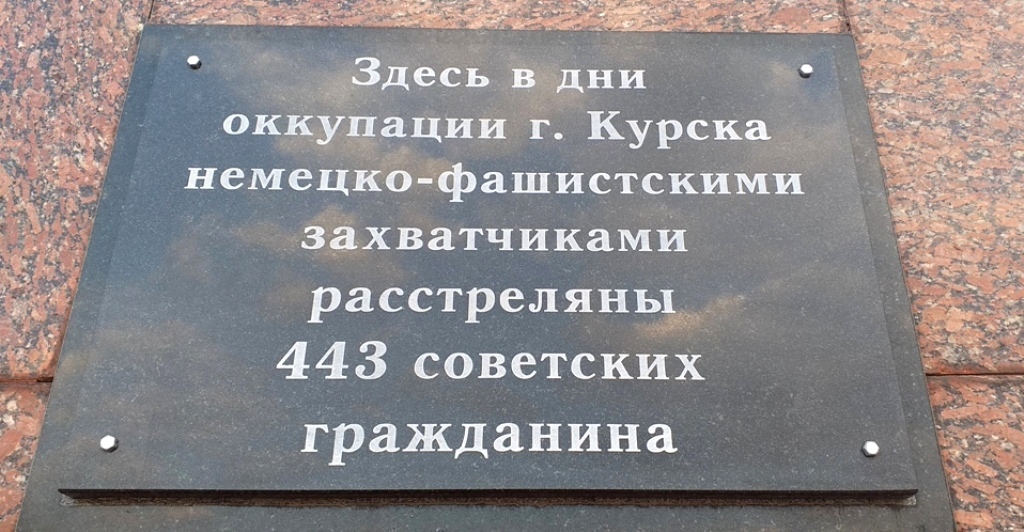 Здесь в дни
оккупации г. Курска
немецко-фашистскими
захватчиками
расстреляны
443 советских
гражданина